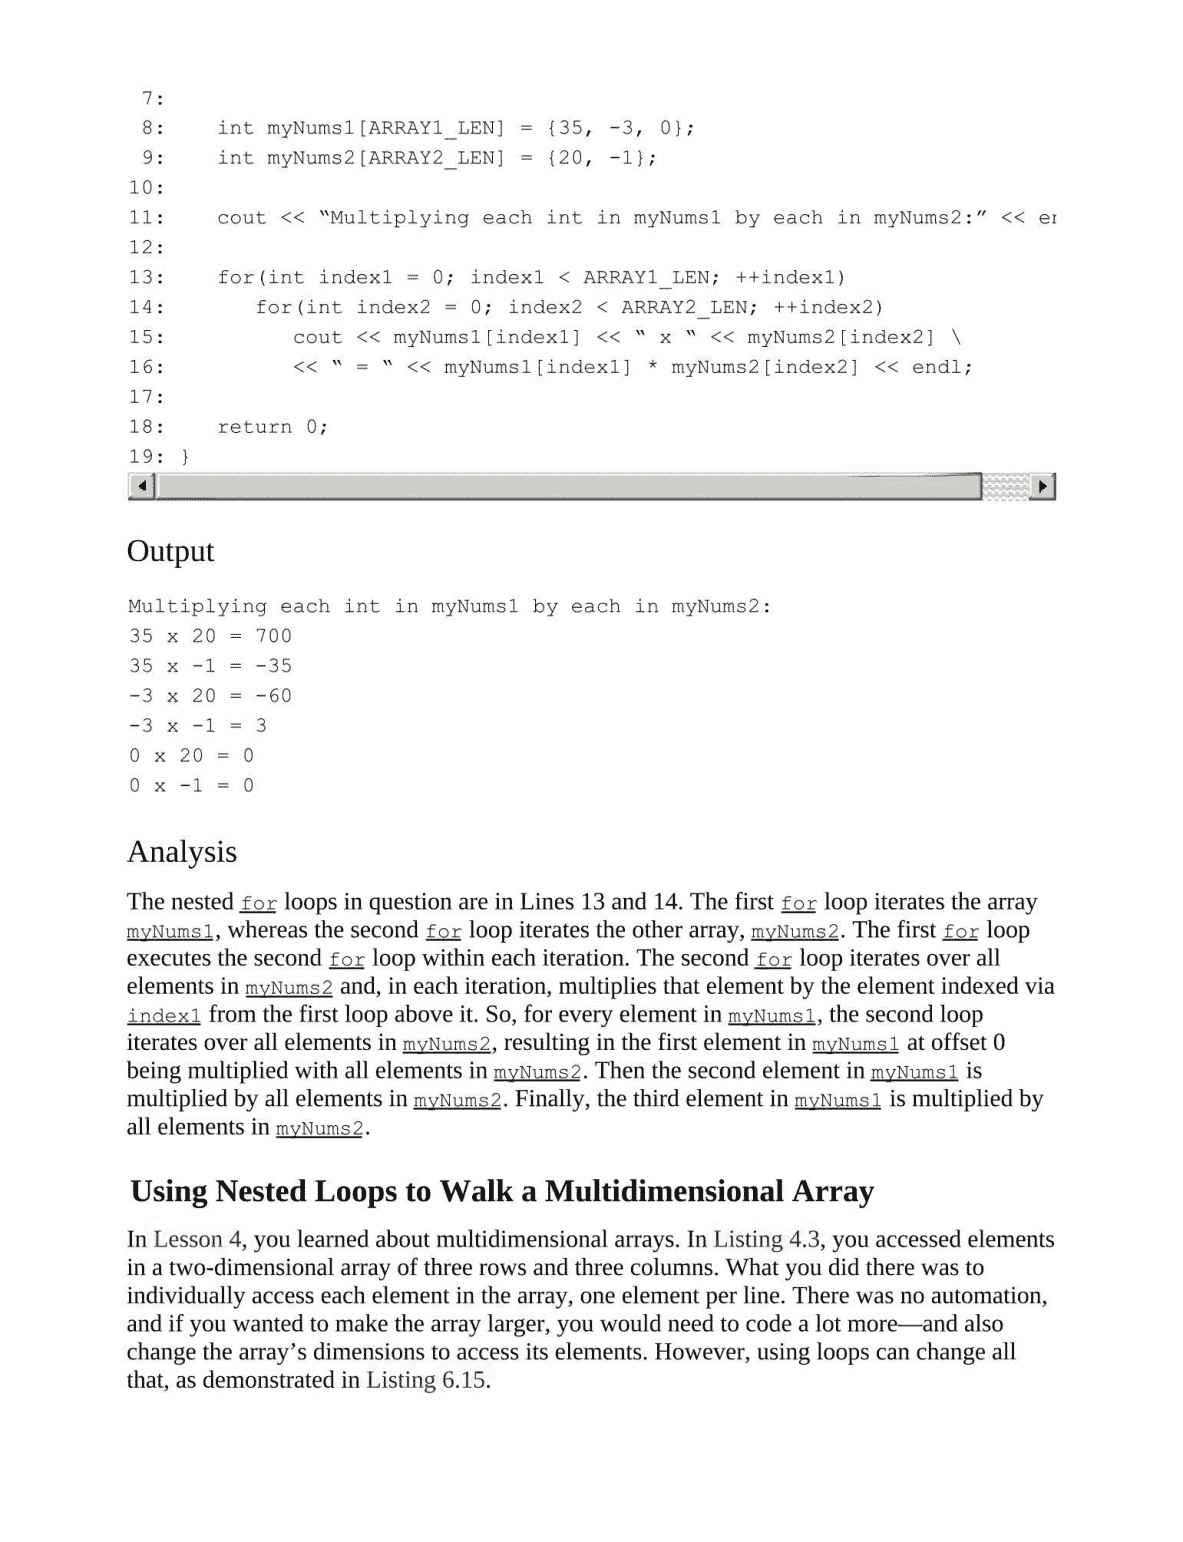 7:
8: int myNums1[ARRAY1_LEN] = {35, -3, 0};
9: int myNums2[ARRAY2_LEN] = {20, -1};
10:
11: cout << “Multiplying each int in myNums1 by each in myNums2:” <<
12:
13: for(int index1 = 0; index1 < ARRAY1_LEN; ++index1)
14: for(int index2 = 0; index2 < ARRAY2_LEN; ++index2)
15: cout << myNums1[index1] << “ x “ << myNums2[index2] \
16: << “ = “ << myNums1[index1] * myNums2[index2] << endl;
17:
18: return 0;
19: }
Output
Multiplying each int in myNums1 by each in myNums2:
35 x 20 = 700
35 x -1 = -35
-3 x 20 = -60
-3 x -1 = 3
0 x 20 = 0
0 x -1 = 0
Analysis
The nested for loops in question are in Lines 13 and 14. The first for loop iterates the array
myNums1, whereas the second for loop iterates the other array, myNums2. The first for loop
executes the second for loop within each iteration. The second for loop iterates over all
elements in myNums2 and, in each iteration, multiplies that element by the element indexed via
index1 from the first loop above it. So, for every element in myNums1, the second loop
iterates over all elements in myNums2, resulting in the first element in myNums1 at offset 0
being multiplied with all elements in myNums2. Then the second element in myNums1 is
multiplied by all elements in myNums2. Finally, the third element in myNums1 is multiplied by
all elements in myNums2.
Using Nested Loops to Walk a Multidimensional Array
In Lesson 4, you learned about multidimensional arrays. In Listing 4.3, you accessed elements
in a two-dimensional array of three rows and three columns. What you did there was to
individually access each element in the array, one element per line. There was no automation,
and if you wanted to make the array larger, you would need to code a lot more—and also
change the array’s dimensions to access its elements. However, using loops can change all
that, as demonstrated in Listing 6.15.